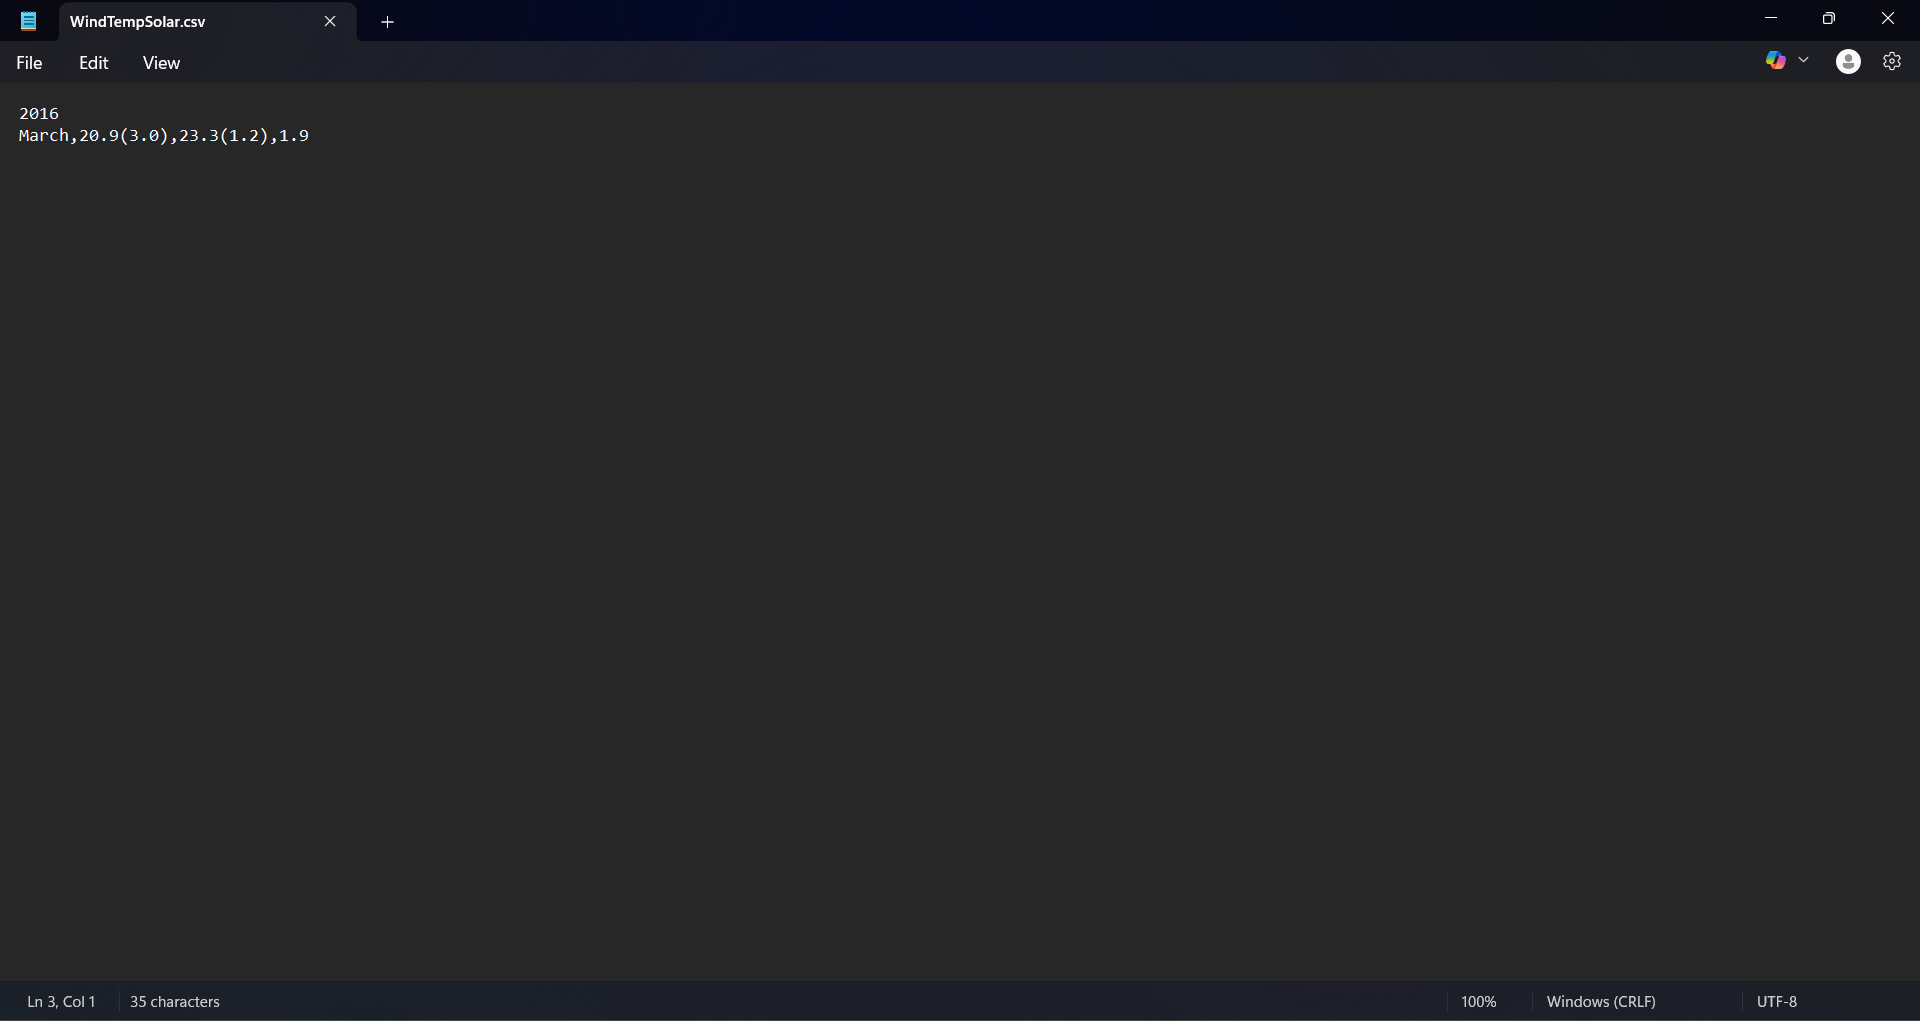 WindTempSolar.csv
File Edit View
2016
March,20.9(3.0),23.3(1.2),1.9
Ln 3, Col 1 35 characters 100% Windows (CRLF) UTF-8